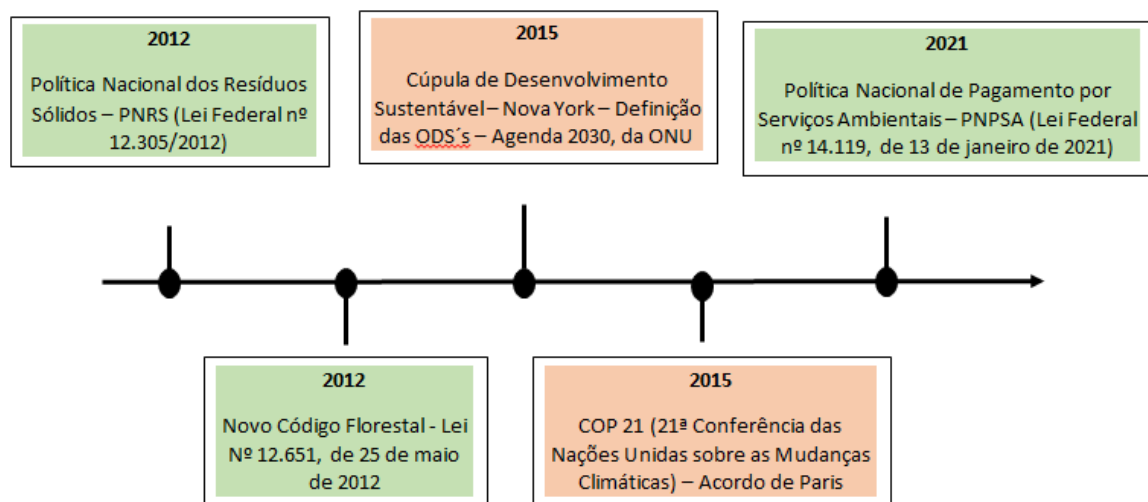 2012
Política Nacional dos Resíduos
Sólidos – PNRS (Lei Federal nº
12.305/2012)
2015
Cúpula de Desenvolvimento
Sustentável – Nova York – Definição
das ODS´s – Agenda 2030, da ONU
2021
Política Nacional de Pagamento por
Serviços Ambientais – PNPSA (Lei Federal
nº 14.119, de 13 de janeiro de 2021)
2012
Novo Código Florestal - Lei
Nº 12.651, de 25 de maio
de 2012
2015
COP 21 (21ª Conferência das
Nações Unidas sobre as Mudanças
Climáticas) – Acordo de Paris